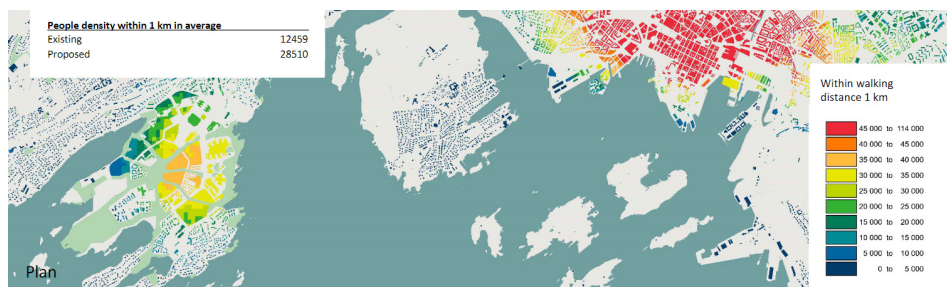 People density within 1 km in average
Existing 12459
Proposed 28510
Within walking
distance 1 km
45 000 to 114 000
40 000 to 45 000
35 000 to 40 000
30 000 to 35 000
25 000 to 30 000
20 000 to 25 000
15 000 to 20 000
10 000 to 15 000
5 000 to 10 000
0 to 5 000
Plan